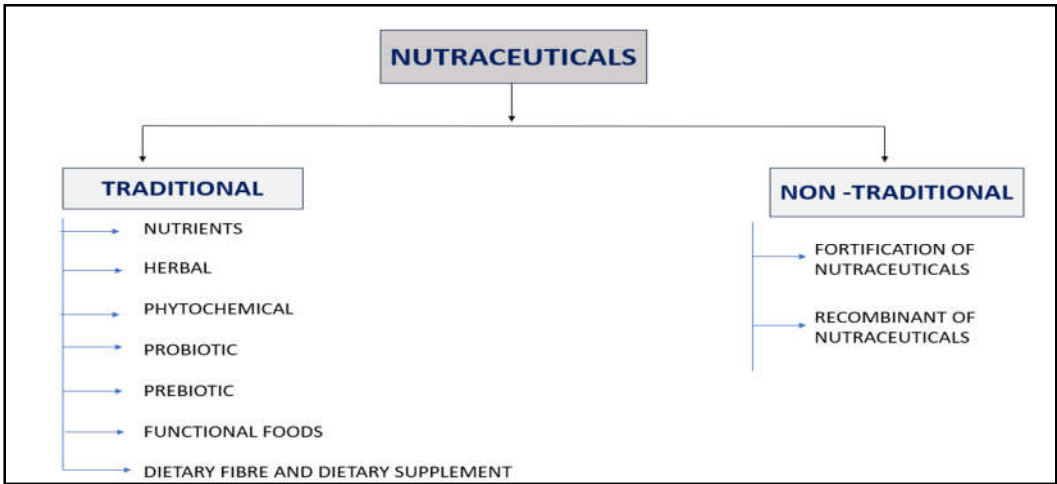 NUTRACEUTICALS
TRADITIONAL
NUTRIENTS
HERBAL
PHYTOCHEMICAL
PROBIOTIC
PREBIOTIC
FUNCTIONAL FOODS
DIETARY FIBRE AND DIETARY SUPPLEMENT
NON -TRADITIONAL
FORTIFICATION OF
NUTRACEUTICALS
RECOMBINANT OF
NUTRACEUTICALS